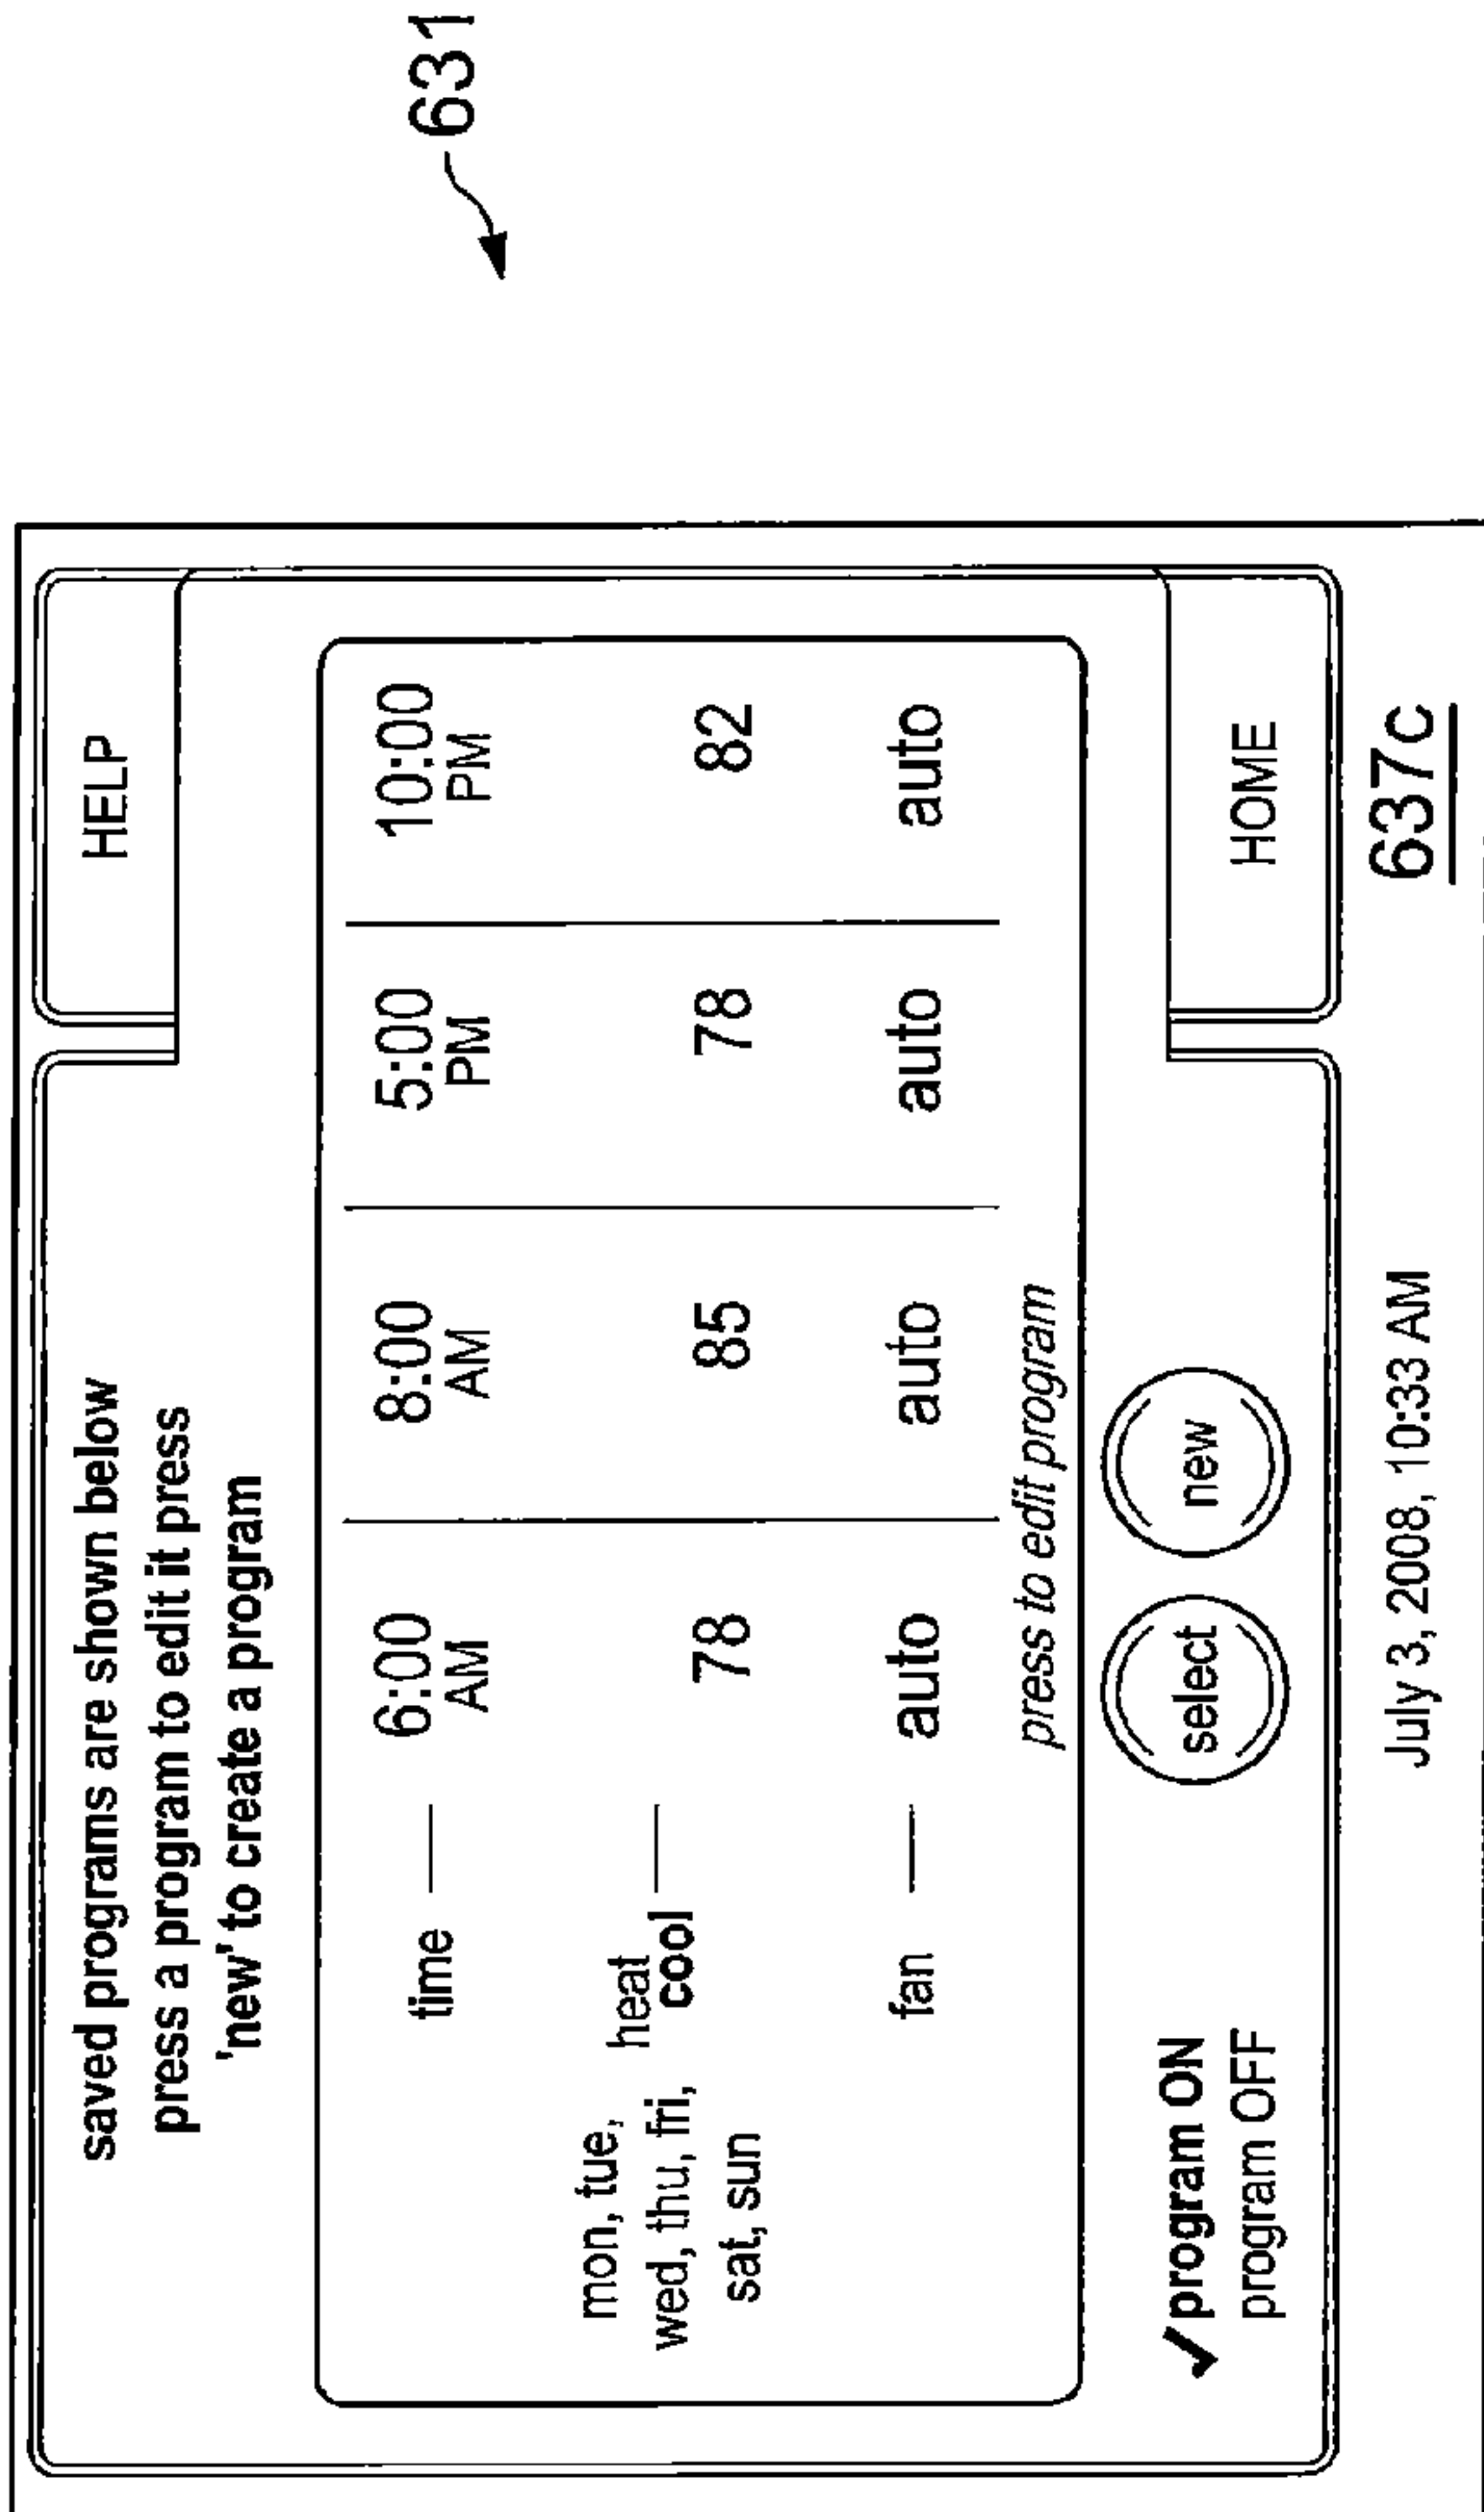 631
saved programs are shown below
press a program to edit it press
'new' to create a program
HELP
time 6:00 AM 8:00 AM 5:00 PM 10:00 PM
mon, tue,
wed, thu, fri,
sat, sun
heat
cool 78 85 78 82
fan auto auto auto auto
press to edit program
✓ program ON
program OFF
select new
HOME
July 3, 2008, 10:33 AM
637c